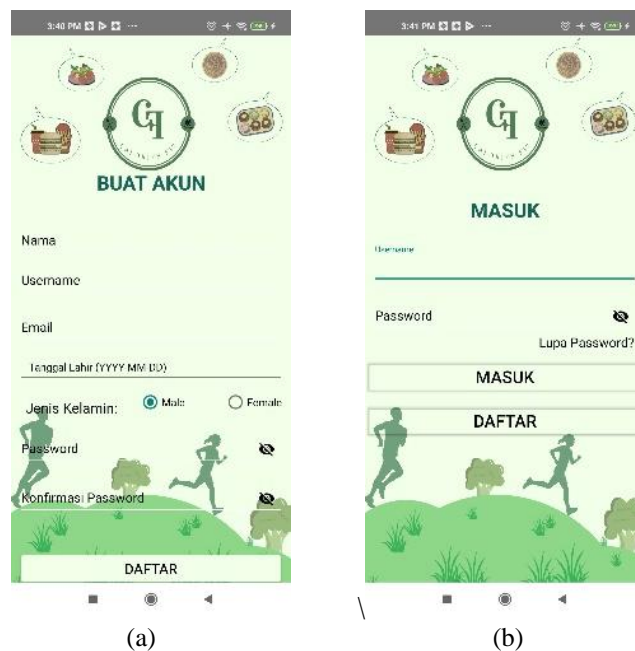 3:40 PM
BUAT AKUN
Nama
Username
Email
Tanggal Lahir (YYYY MM DD)
Jenis Kelamin: Male Female
Password
Konfirmasi Password
DAFTAR
(a)
3:41 PM
MASUK
Username
Password
Lupa Password?
MASUK
DAFTAR
\
(b)